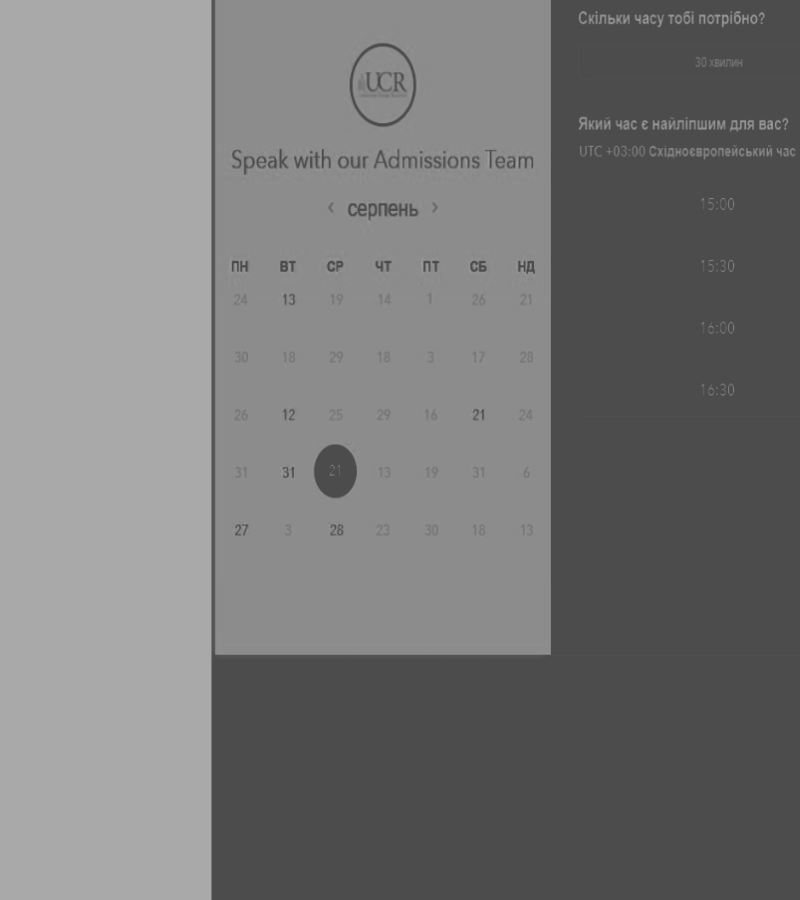 UCR
Speak with our Admissions Team
‹ серпень ›
ПН ВТ СР ЧТ ПТ СБ НД
24 13 19 14 1 26 21
30 18 29 18 3 17 28
26 12 25 29 16 21 24
31 31 21 13 19 31 6
27 3 28 23 30 18 13
Скільки часу тобі потрібно?
30 хвилин
Який час є найліпшим для вас?
UTC +03:00 Східноєвропейський час
15:00
15:30
16:00
16:30